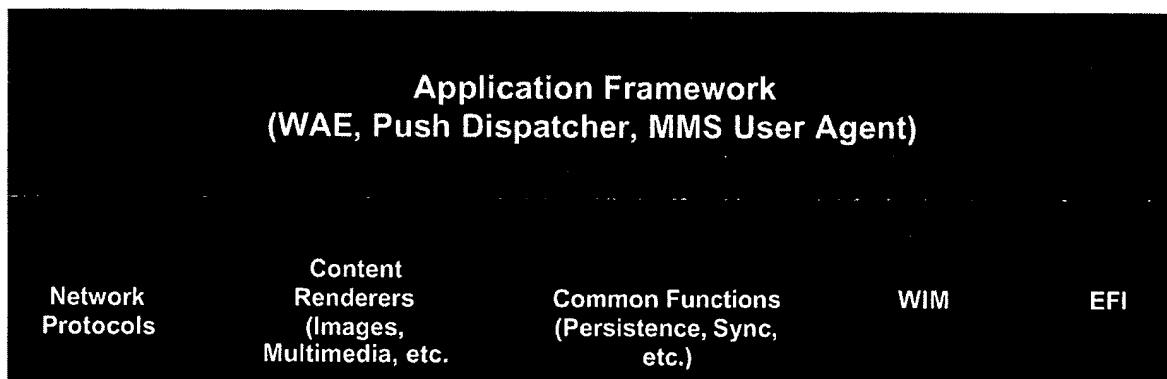 Application Framework
(WAE, Push Dispatcher, MMS User Agent)
Network
Protocols
Content
Renderers
(Images,
Multimedia, etc.
Common Functions
(Persistence, Sync,
etc.)
WIM
EFI